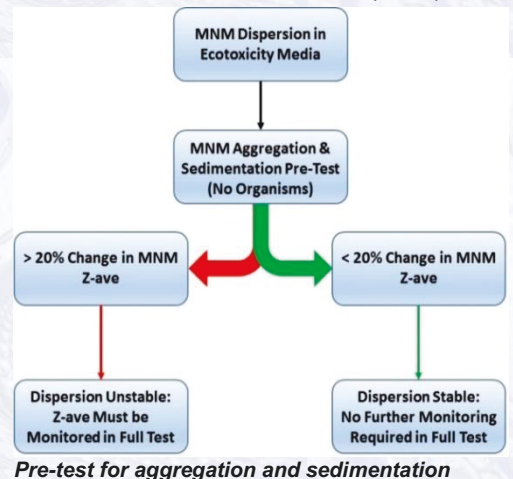 MNM Dispersion in
Ecotoxicity Media
MNM Aggregation &
Sedimentation Pre-Test
(No Organisms)
> 20% Change in MNM
Z-ave
< 20% Change in MNM
Z-ave
Dispersion Unstable:
Z-ave Must be
Monitored in Full Test
Dispersion Stable:
No Further Monitoring
Required in Full Test
Pre-test for aggregation and sedimentation